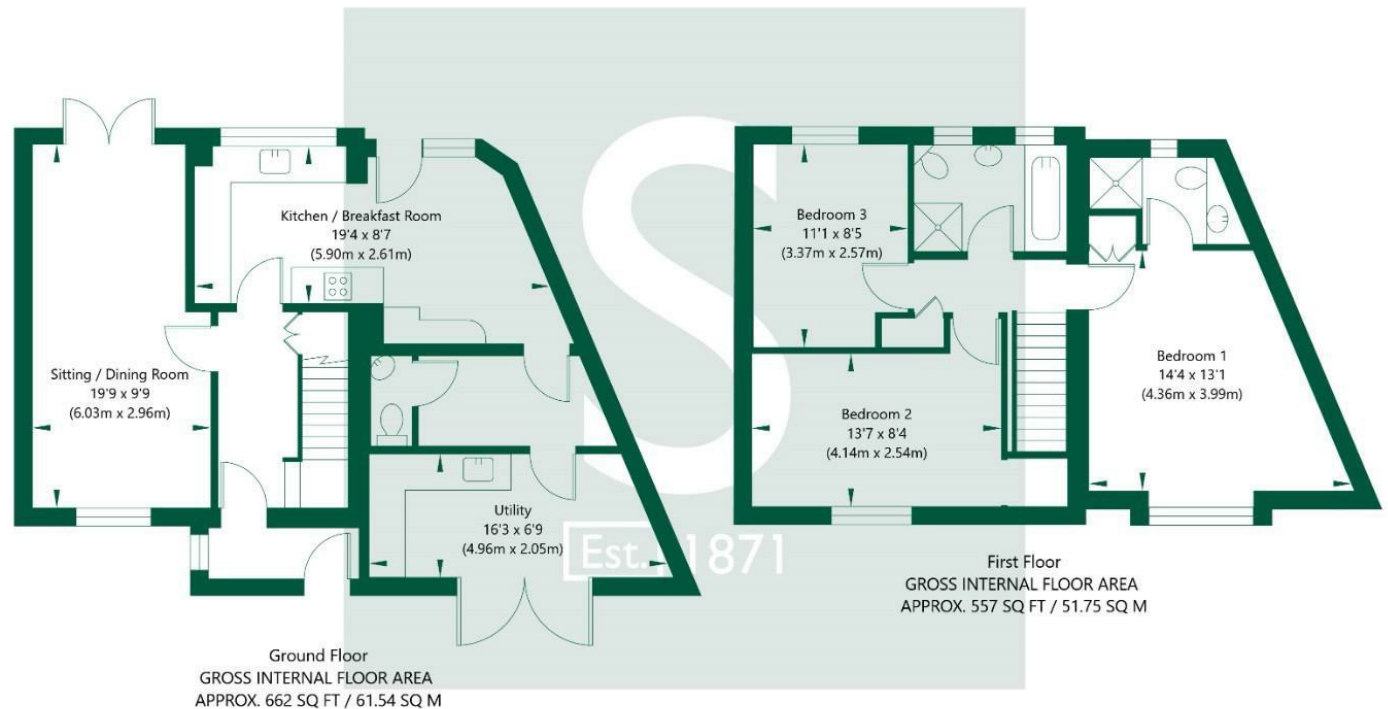 Kitchen / Breakfast Room
19'4 x 8'7
(5.90m x 2.61m)
Sitting / Dining Room
19'9 x 9'9
(6.03m x 2.96m)
Utility
16'3 x 6'9
(4.96m x 2.05m)
Ground Floor
GROSS INTERNAL FLOOR AREA
APPROX. 662 SQ FT / 61.54 SQ M
S
Est. 1871
Bedroom 3
11'1 x 8'5
(3.37m x 2.57m)
Bedroom 2
13'7 x 8'4
(4.14m x 2.54m)
Bedroom 1
14'4 x 13'1
(4.36m x 3.99m)
First Floor
GROSS INTERNAL FLOOR AREA
APPROX. 557 SQ FT / 51.75 SQ M